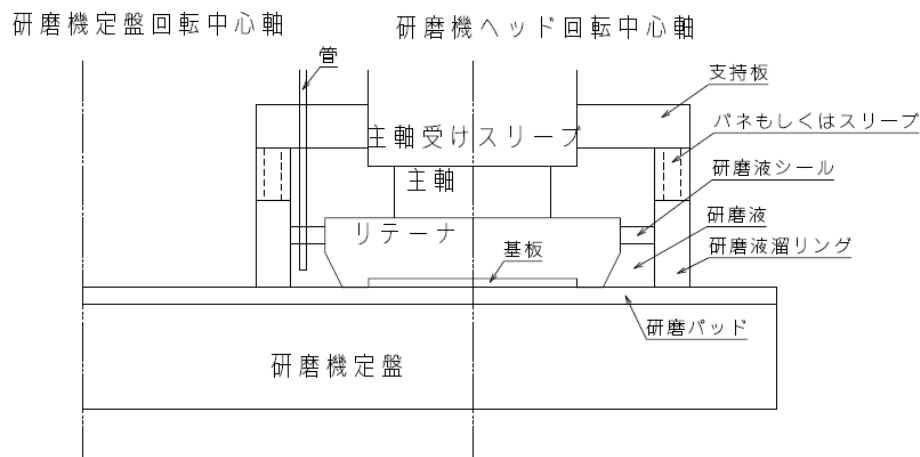 研磨機定盤回転中心軸
研磨機ヘッド回転中心軸
管
支持板
バネもしくはスリーブ
主軸受けスリーブ
主軸
研磨液シール
リテーナ
研磨液
基板
研磨液溜リング
研磨パッド
研磨機定盤